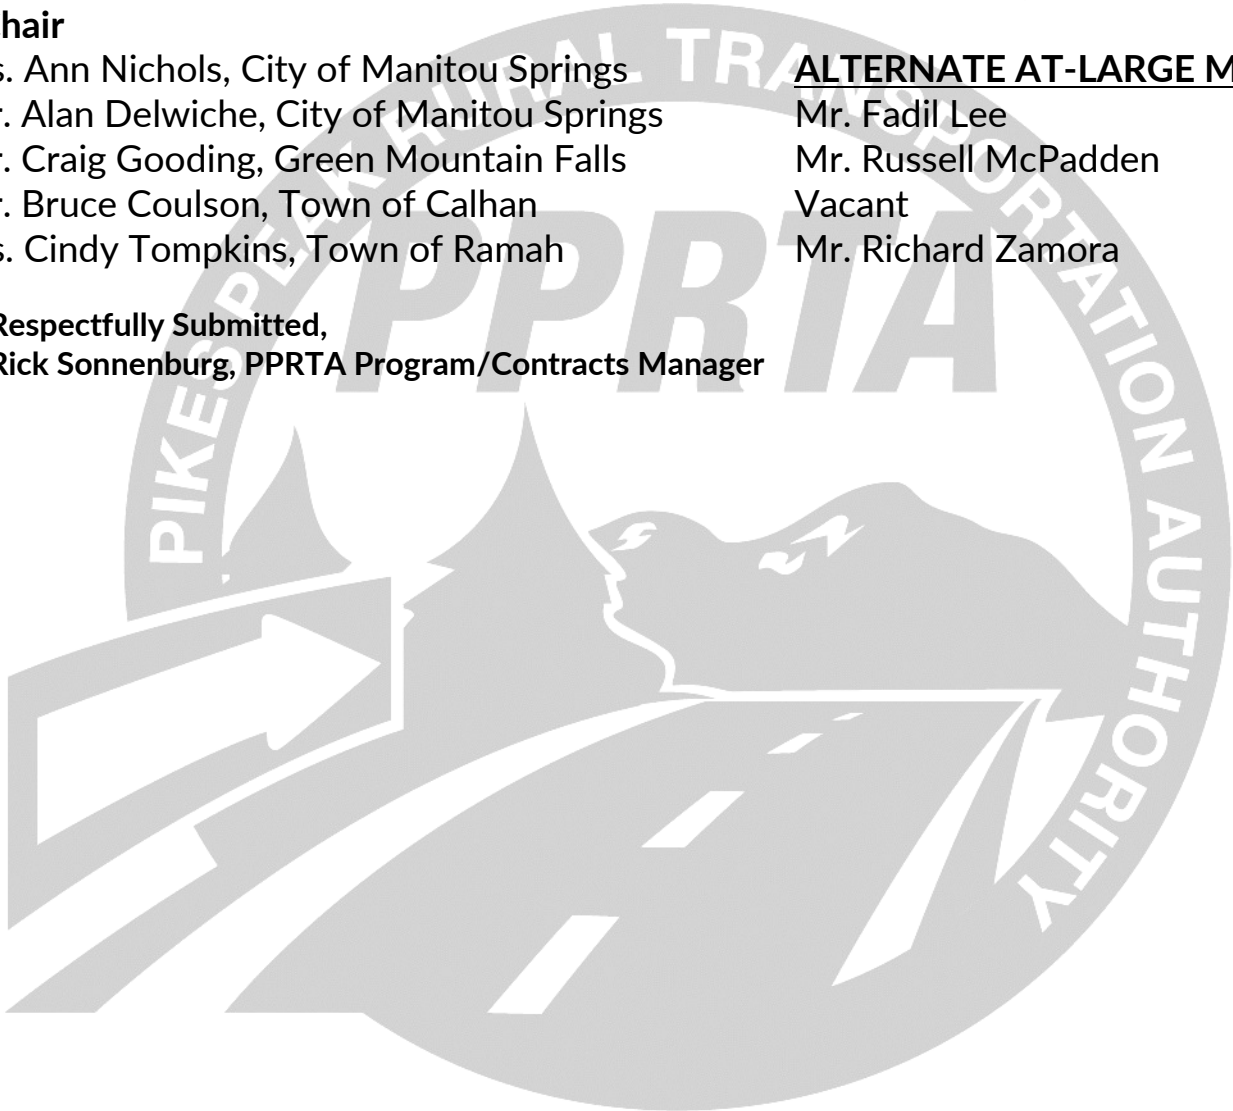 hair
s. Ann Nichols, City of Manitou Springs
r. Alan Delwiche, City of Manitou Springs
r. Craig Gooding, Green Mountain Falls
r. Bruce Coulson, Town of Calhan
s. Cindy Tompkins, Town of Ramah
ALTERNATE AT-LARGE M
Mr. Fadil Lee
Mr. Russell McPadden
Vacant
Mr. Richard Zamora
Respectfully Submitted,
Rick Sonnenburg, PPRTA Program/Contracts Manager
PIKES PEAK RURAL TRANSPORTATION AUTHORITY
PPRTA